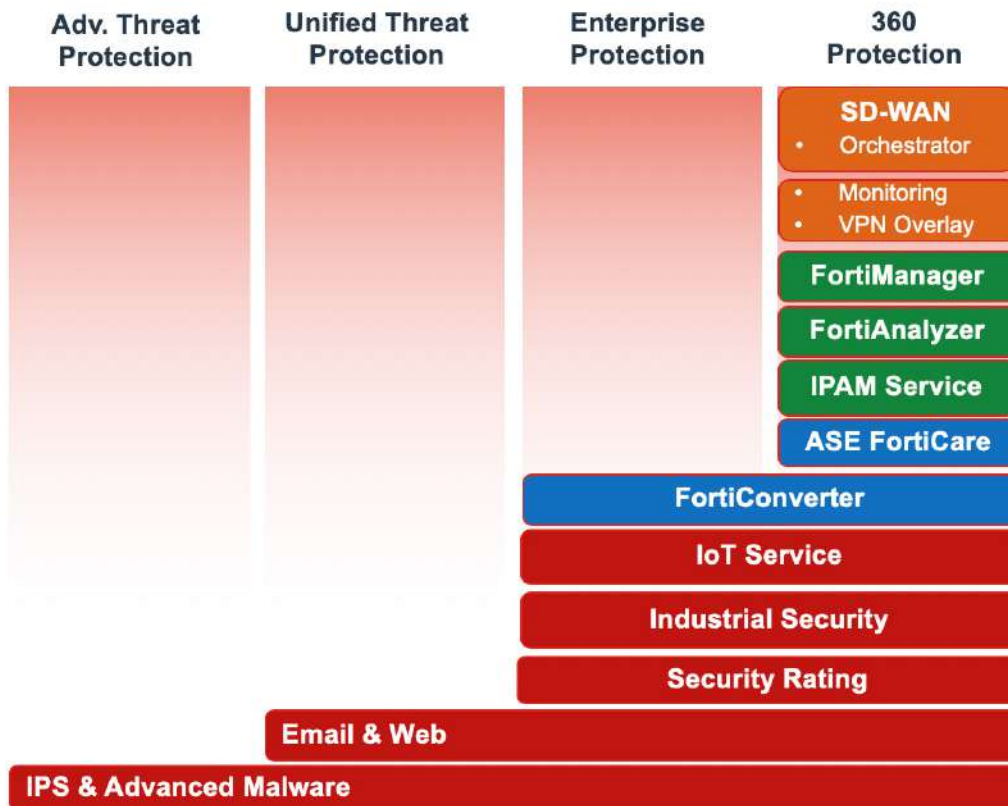 Adv. Threat
Protection
Unified Threat
Protection
Enterprise
Protection
360
Protection
SD-WAN
• Orchestrator
• Monitoring
• VPN Overlay
FortiManager
FortiAnalyzer
IPAM Service
ASE FortiCare
FortiConverter
IoT Service
Industrial Security
Security Rating
Email & Web
IPS & Advanced Malware